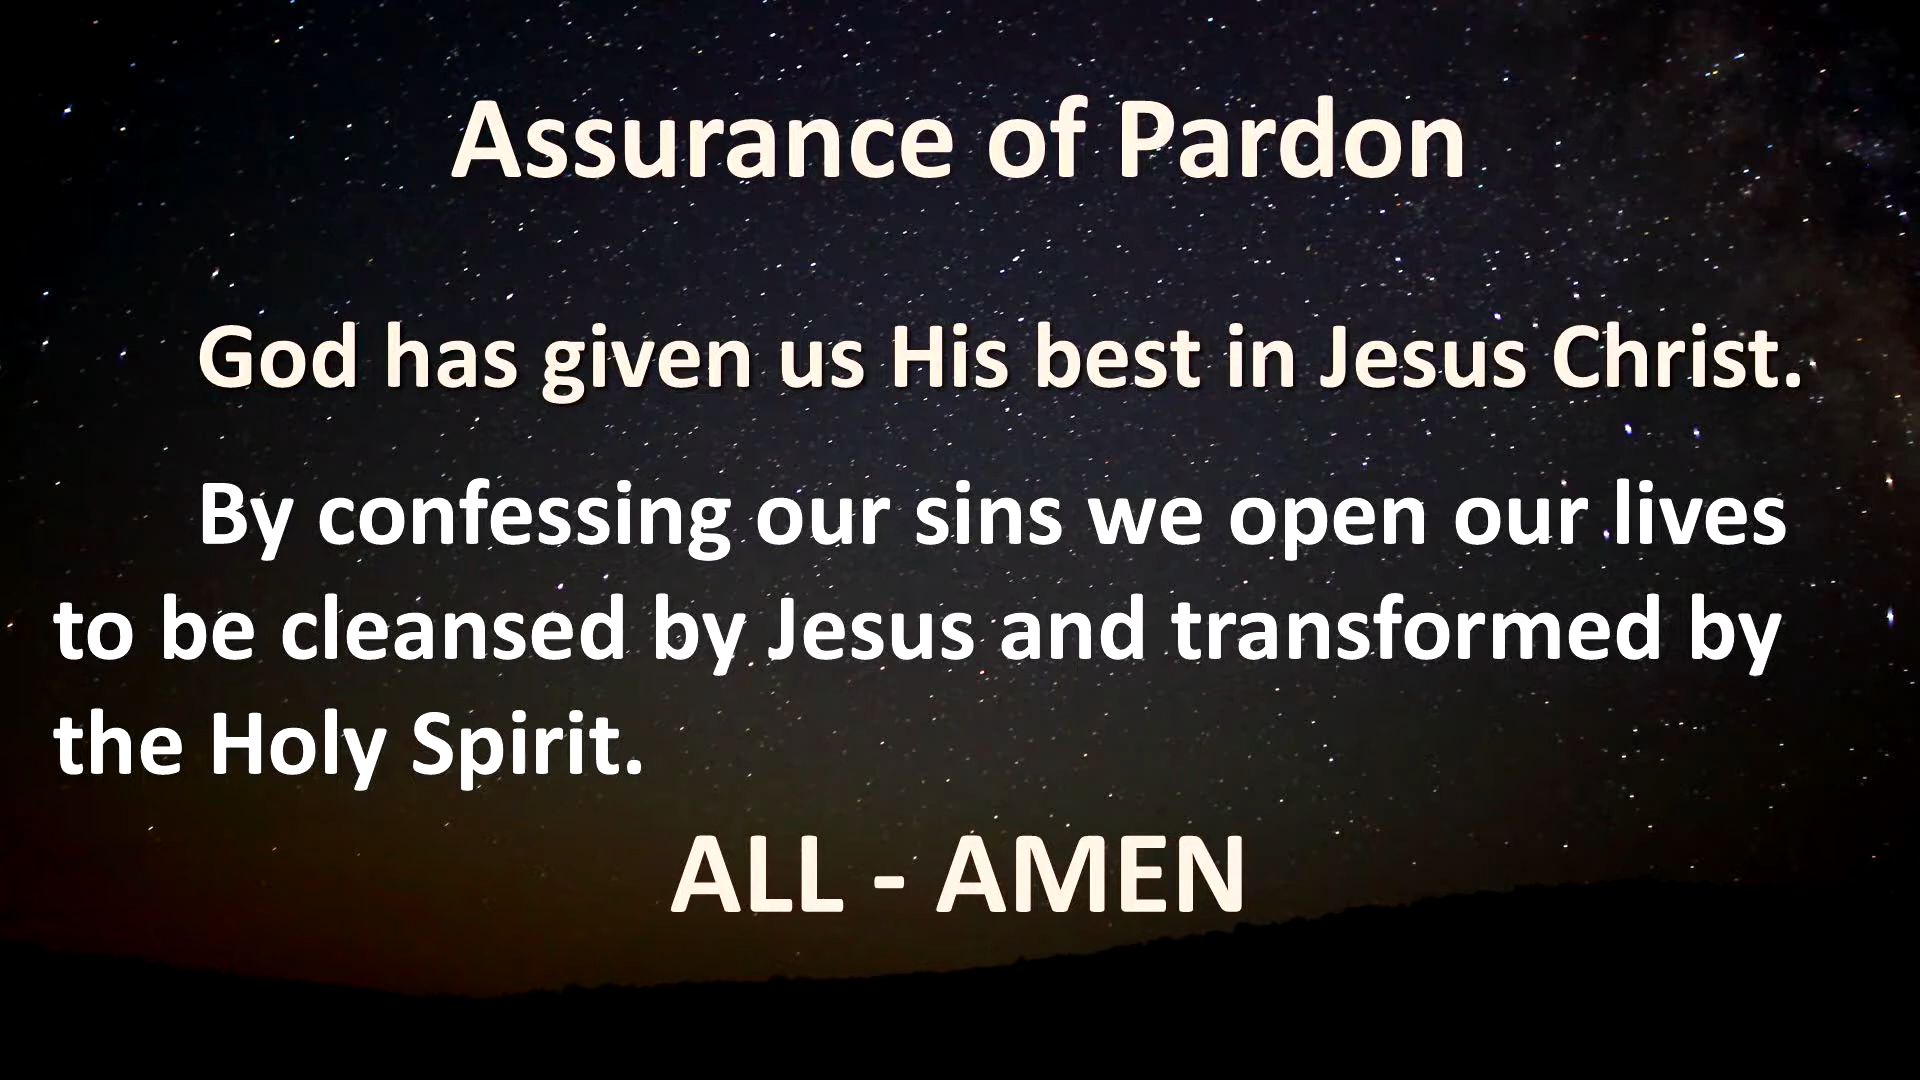 Assurance of Pardon
God has given us His best in Jesus Christ.
By confessing our sins we open our lives
to be cleansed by Jesus and transformed by
the Holy Spirit.
ALL - AMEN